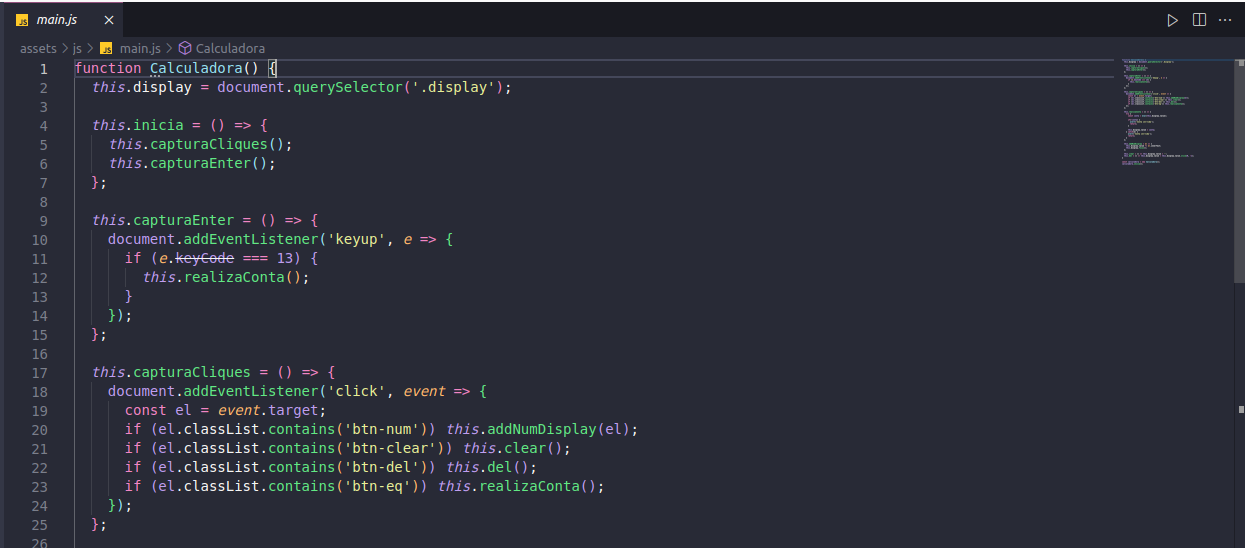 JS main.js ×
assets > js > JS main.js > Calculadora
1 function Calculadora() {
2   this.display = document.querySelector('.display');
3
4   this.inicia = () => {
5     this.capturaCliques();
6     this.capturaEnter();
7   };
8
9   this.capturaEnter = () => {
10     document.addEventListener('keyup', e => {
11       if (e.keyCode === 13) {
12         this.realizaConta();
13       }
14     });
15   };
16
17   this.capturaCliques = () => {
18     document.addEventListener('click', event => {
19       const el = event.target;
20       if (el.classList.contains('btn-num')) this.addNumDisplay(el);
21       if (el.classList.contains('btn-clear')) this.clear();
22       if (el.classList.contains('btn-del')) this.del();
23       if (el.classList.contains('btn-eq')) this.realizaConta();
24     });
25   };
26